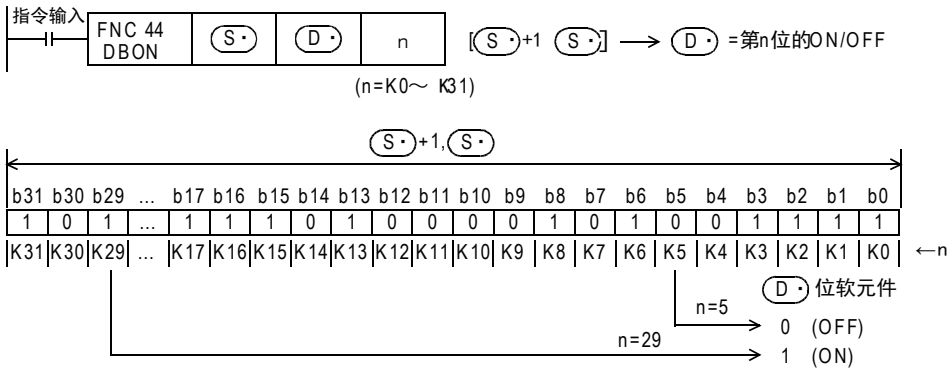 指令输入
FNC 44
DBON
S· D· n [S·+1 S·] → D· =第n位的ON/OFF
(n=K0～ K31)
S·+1,S·
b31 b30 b29 ... b17 b16 b15 b14 b13 b12 b11 b10 b9 b8 b7 b6 b5 b4 b3 b2 b1 b0
1 0 1 ... 1 1 1 0 1 0 0 0 0 1 0 1 0 0 1 1 1 1
K31 K30 K29 ... K17 K16 K15 K14 K13 K12 K11 K10 K9 K8 K7 K6 K5 K4 K3 K2 K1 K0 ←n
D· 位软元件
n=5
0 (OFF)
n=29
1 (ON)